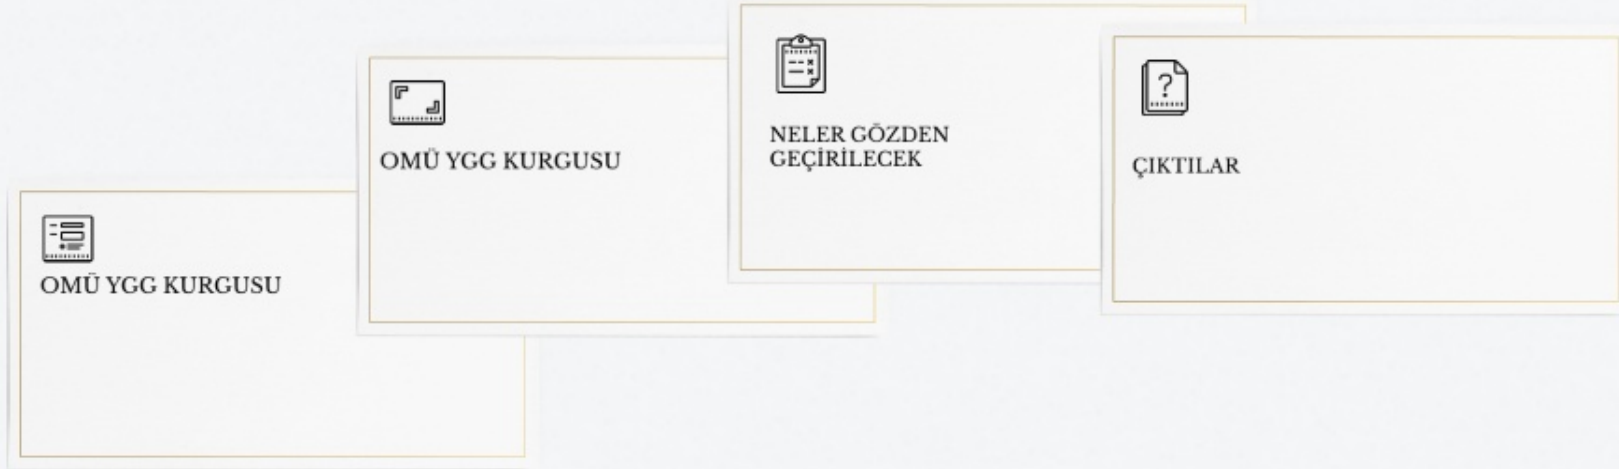 OMÜ YGG KURGUSU
OMÜ YGG KURGUSU
NELER GÖZDEN
GEÇİRİLECEK
ÇIKTILAR